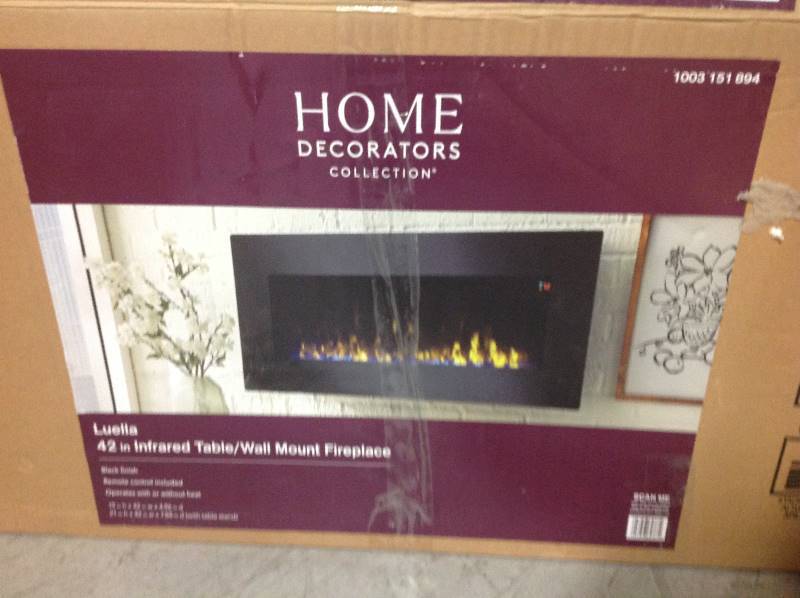 1003 151 894
HOME
DECORATORS
COLLECTION®
Luella
42 in Infrared Table/Wall Mount Fireplace
Black finish
Remote control included
Operates with or without heat
SCAN ME